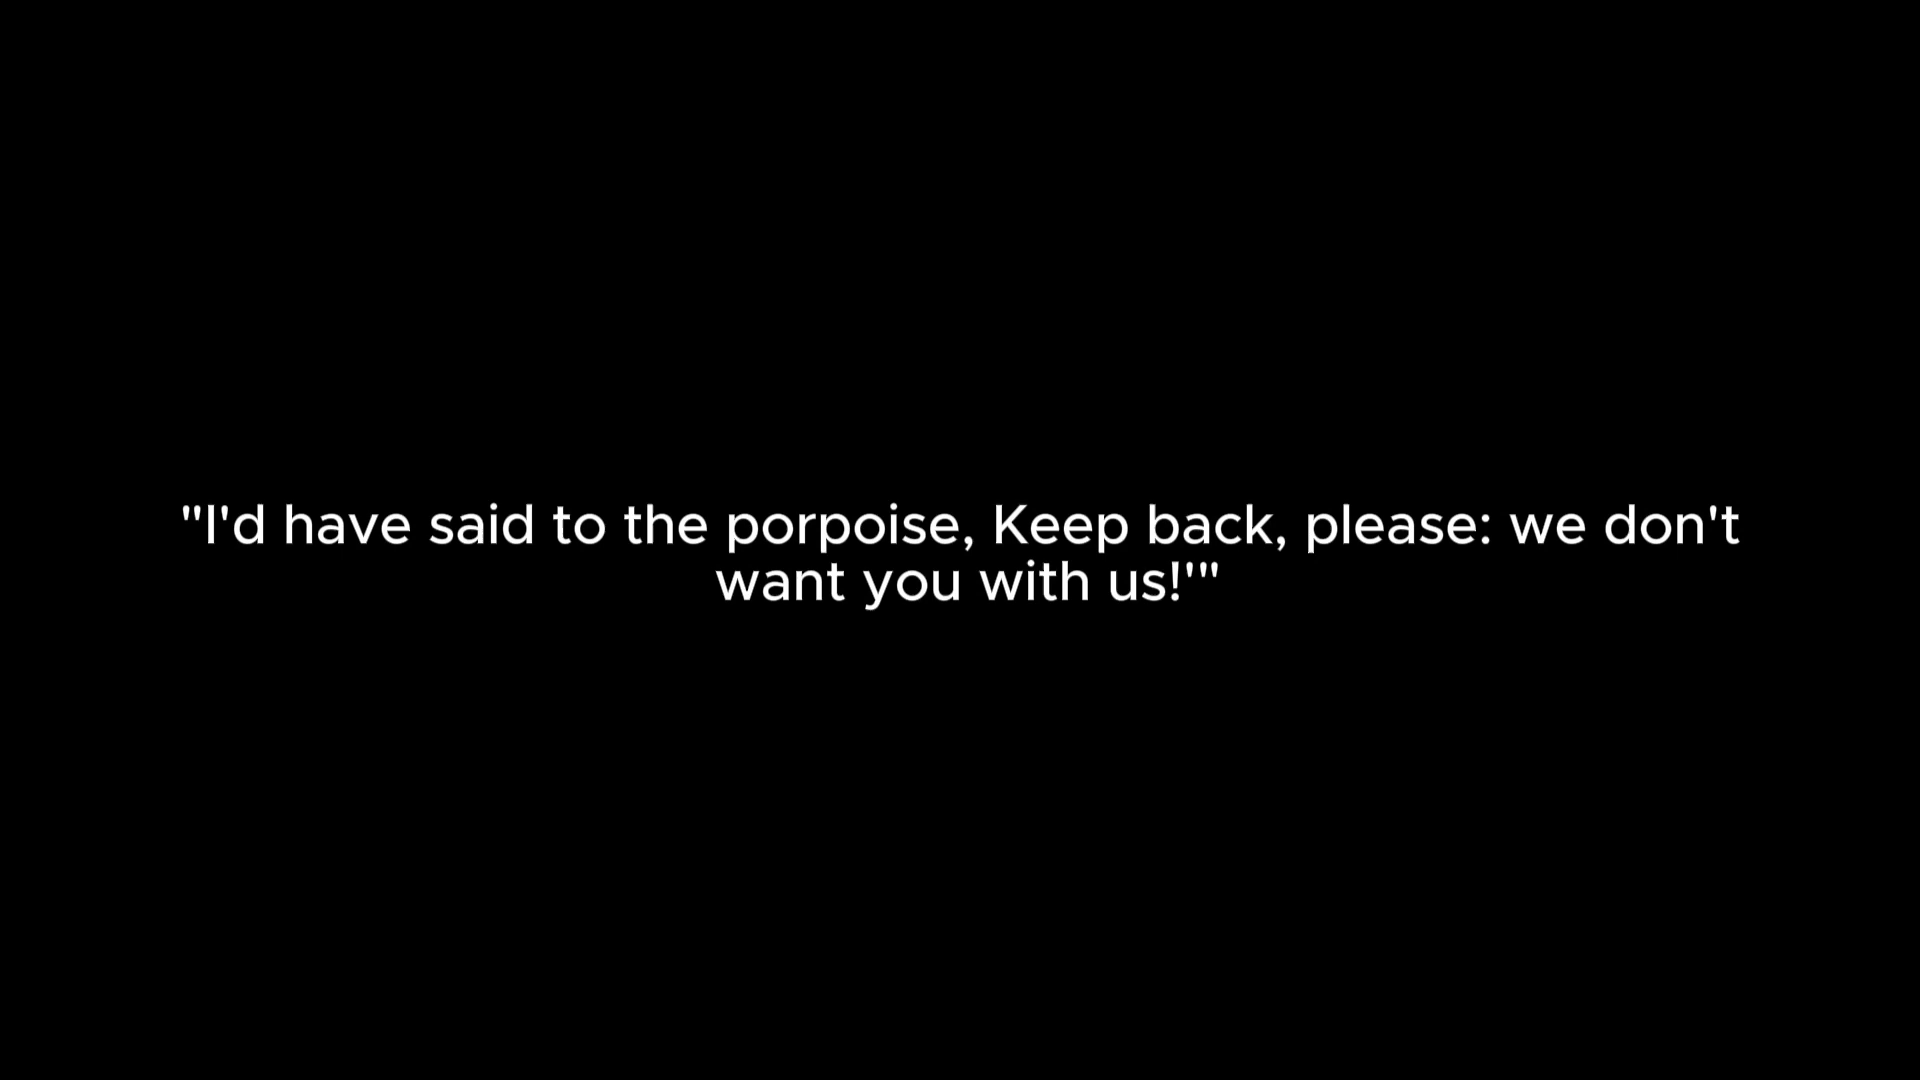 "I'd have said to the porpoise, Keep back, please: we don't
want you with us!'"